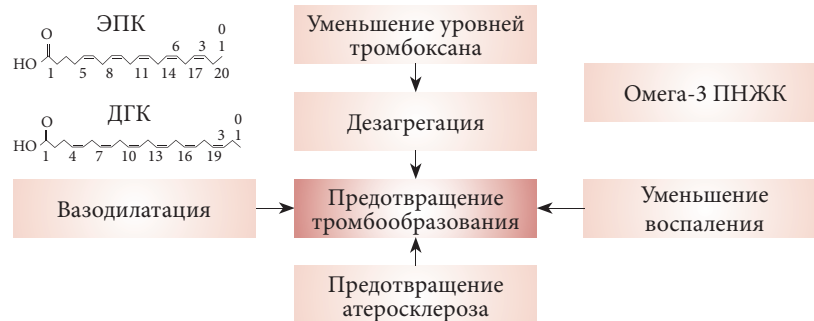 ЭПК
O
HO
1 5 8 11 14 17 20
6 3 1
0
ДГК
O
HO
1 4 7 10 13 16 19
3 1
0
Уменьшение уровней
тромбоксана
Омега-3 ПНЖК
Дезагрегация
Вазодилатация
Предотвращение
тромбообразования
Уменьшение
воспаления
Предотвращение
атеросклероза